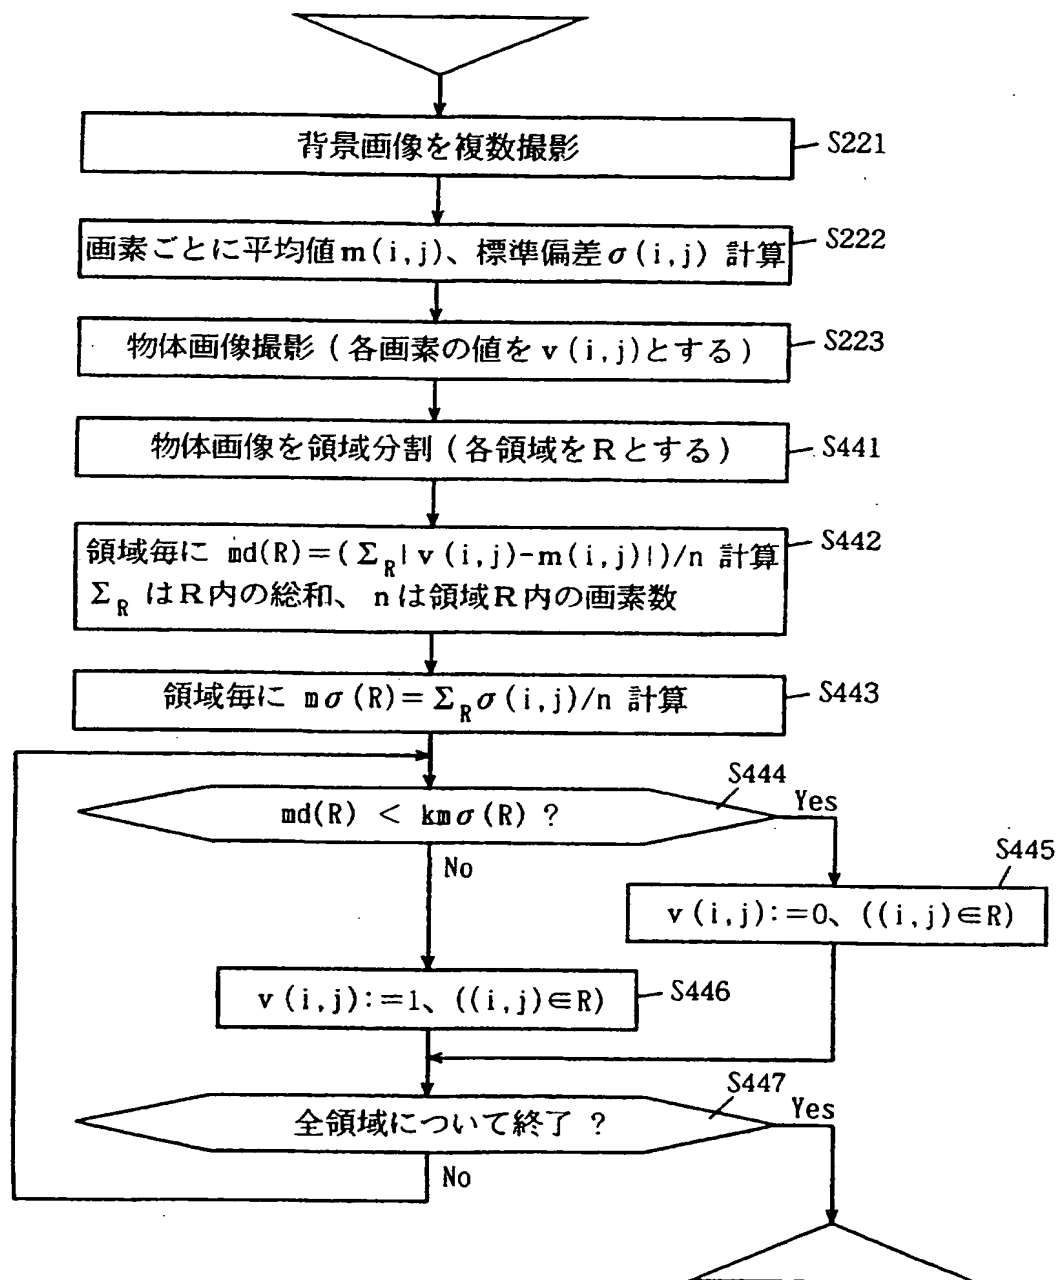 背景画像を複数撮影
S221
画素ごとに平均値m(i,j)、標準偏差σ(i,j) 計算
S222
物体画像撮影(各画素の値をv(i,j)とする)
S223
物体画像を領域分割(各領域をRとする)
S441
領域毎に md(R)=(Σ_R|v(i,j)-m(i,j)|)/n 計算
S442
Σ_R はR内の総和、nは領域R内の画素数
領域毎に mσ(R)=Σ_Rσ(i,j)/n 計算
S443
S444
md(R) < kmσ(R) ?
Yes
No
S445
v(i,j):=0、((i,j)∈R)
v(i,j):=1、((i,j)∈R)
S446
S447
全領域について終了 ?
Yes
No